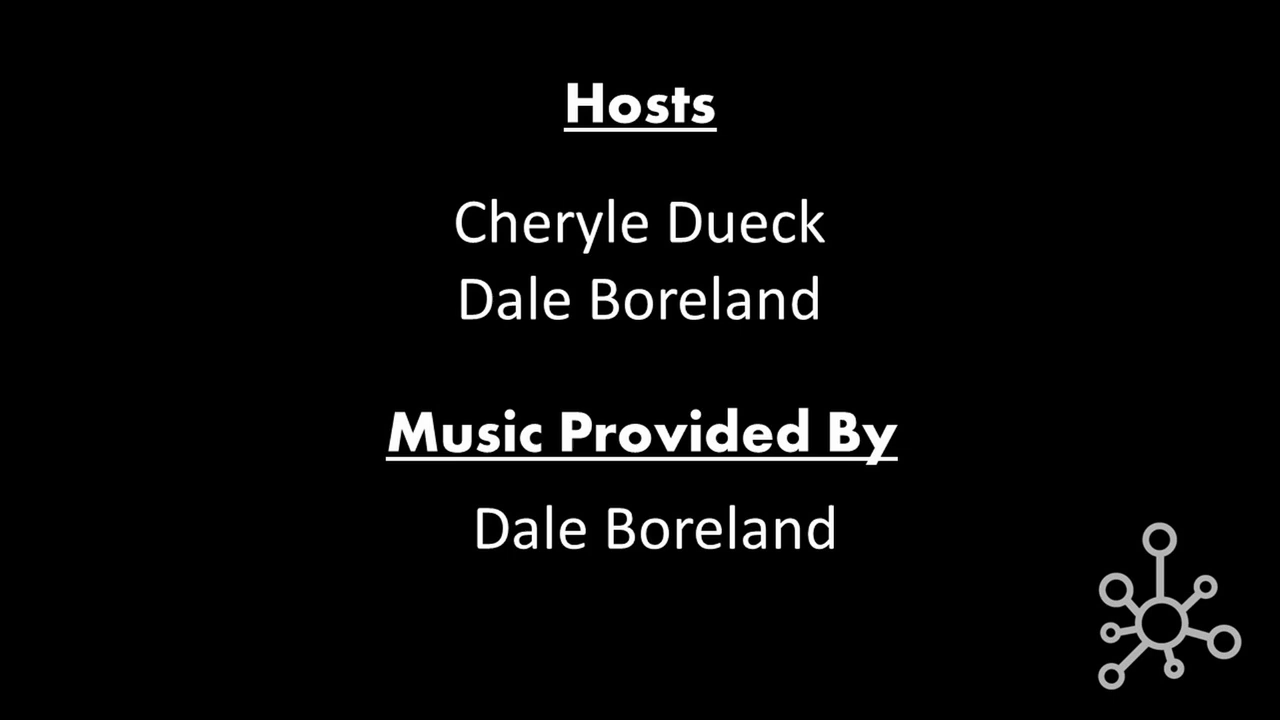 Hosts
Cheryle Dueck
Dale Boreland
Music Provided By
Dale Boreland